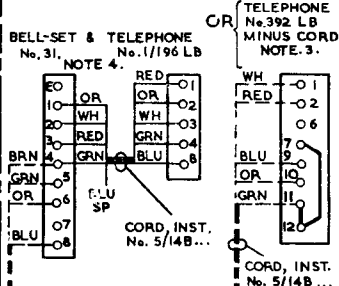 BELL-SET & TELEPHONE
No. 31. No. 1/196 LB
NOTE 4.
OR
TELEPHONE
No. 392 LB
MINUS CORD
NOTE. 3.
E
1
2
3
4
5
6
7
8
OR
WH
RED
GRN
BRN
GRN
OR
BLU
BLU
SP
RED
OR
WH
GRN
BLU
1
2
3
4
8
CORD, INST.
No. 5/14B...
WH
RED
BLU
OR
GRN
1
2
6
7
9
10
11
12
CORD, INST.
No. 5/14B...